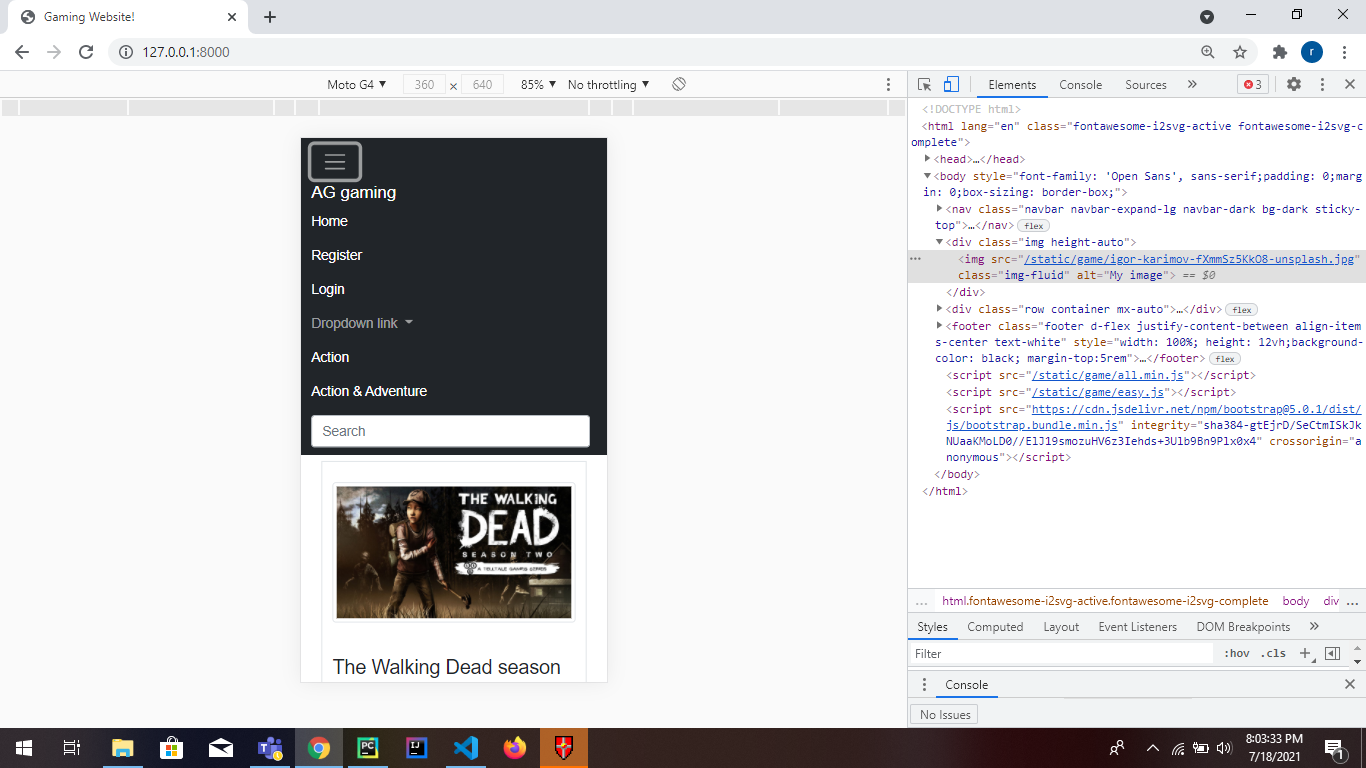 Gaming Website!
127.0.0.1:8000
r
Moto G4 ▼ 360 × 640 85% ▼ No throttling ▼
AG gaming
Home
Register
Login
Dropdown link
Action
Action & Adventure
Search
THE WALKING
DEAD
SEASON TWO
A TELLTALE GAMES SERIES
The Walking Dead season
Elements Console Sources » 3
<!DOCTYPE html>
<html lang="en" class="fontawesome-i2svg-active fontawesome-i2svg-c
omplete">
<head>…</head>
<body style="font-family: 'Open Sans', sans-serif;padding: 0;mar
gin: 0;box-sizing: border-box;">
<nav class="navbar navbar-expand-lg navbar-dark bg-dark sticky-
top">…</nav> flex
<div class="img height-auto">
<img src="/static/game/igor-karimov-fXmmSz5KkO8-unsplash.jpg"
class="img-fluid" alt="My image"> == $0
</div>
<div class="row container mx-auto">…</div> flex
<footer class="footer d-flex justify-content-between align-item
s-center text-white" style="width: 100%; height: 12vh;background-
color: black; margin-top:5rem">…</footer> flex
<script src="/static/game/all.min.js"></script>
<script src="/static/game/easy.js"></script>
<script src="https://cdn.jsdelivr.net/npm/bootstrap@5.0.1/dist/
js/bootstrap.bundle.min.js" integrity="sha384-gtEjrD/SeCtmISkJk
NUaaKMoLD0//ElJ19smozuHV6z3Iehds+3Ulb9Bn9Plx0x4" crossorigin="a
nonymous"></script>
</body>
</html>
… html.fontawesome-i2svg-active.fontawesome-i2svg-complete body div …
Styles Computed Layout Event Listeners DOM Breakpoints »
Filter :hov .cls +
Console
No Issues
PC IJ
8:03:33 PM
7/18/2021
1